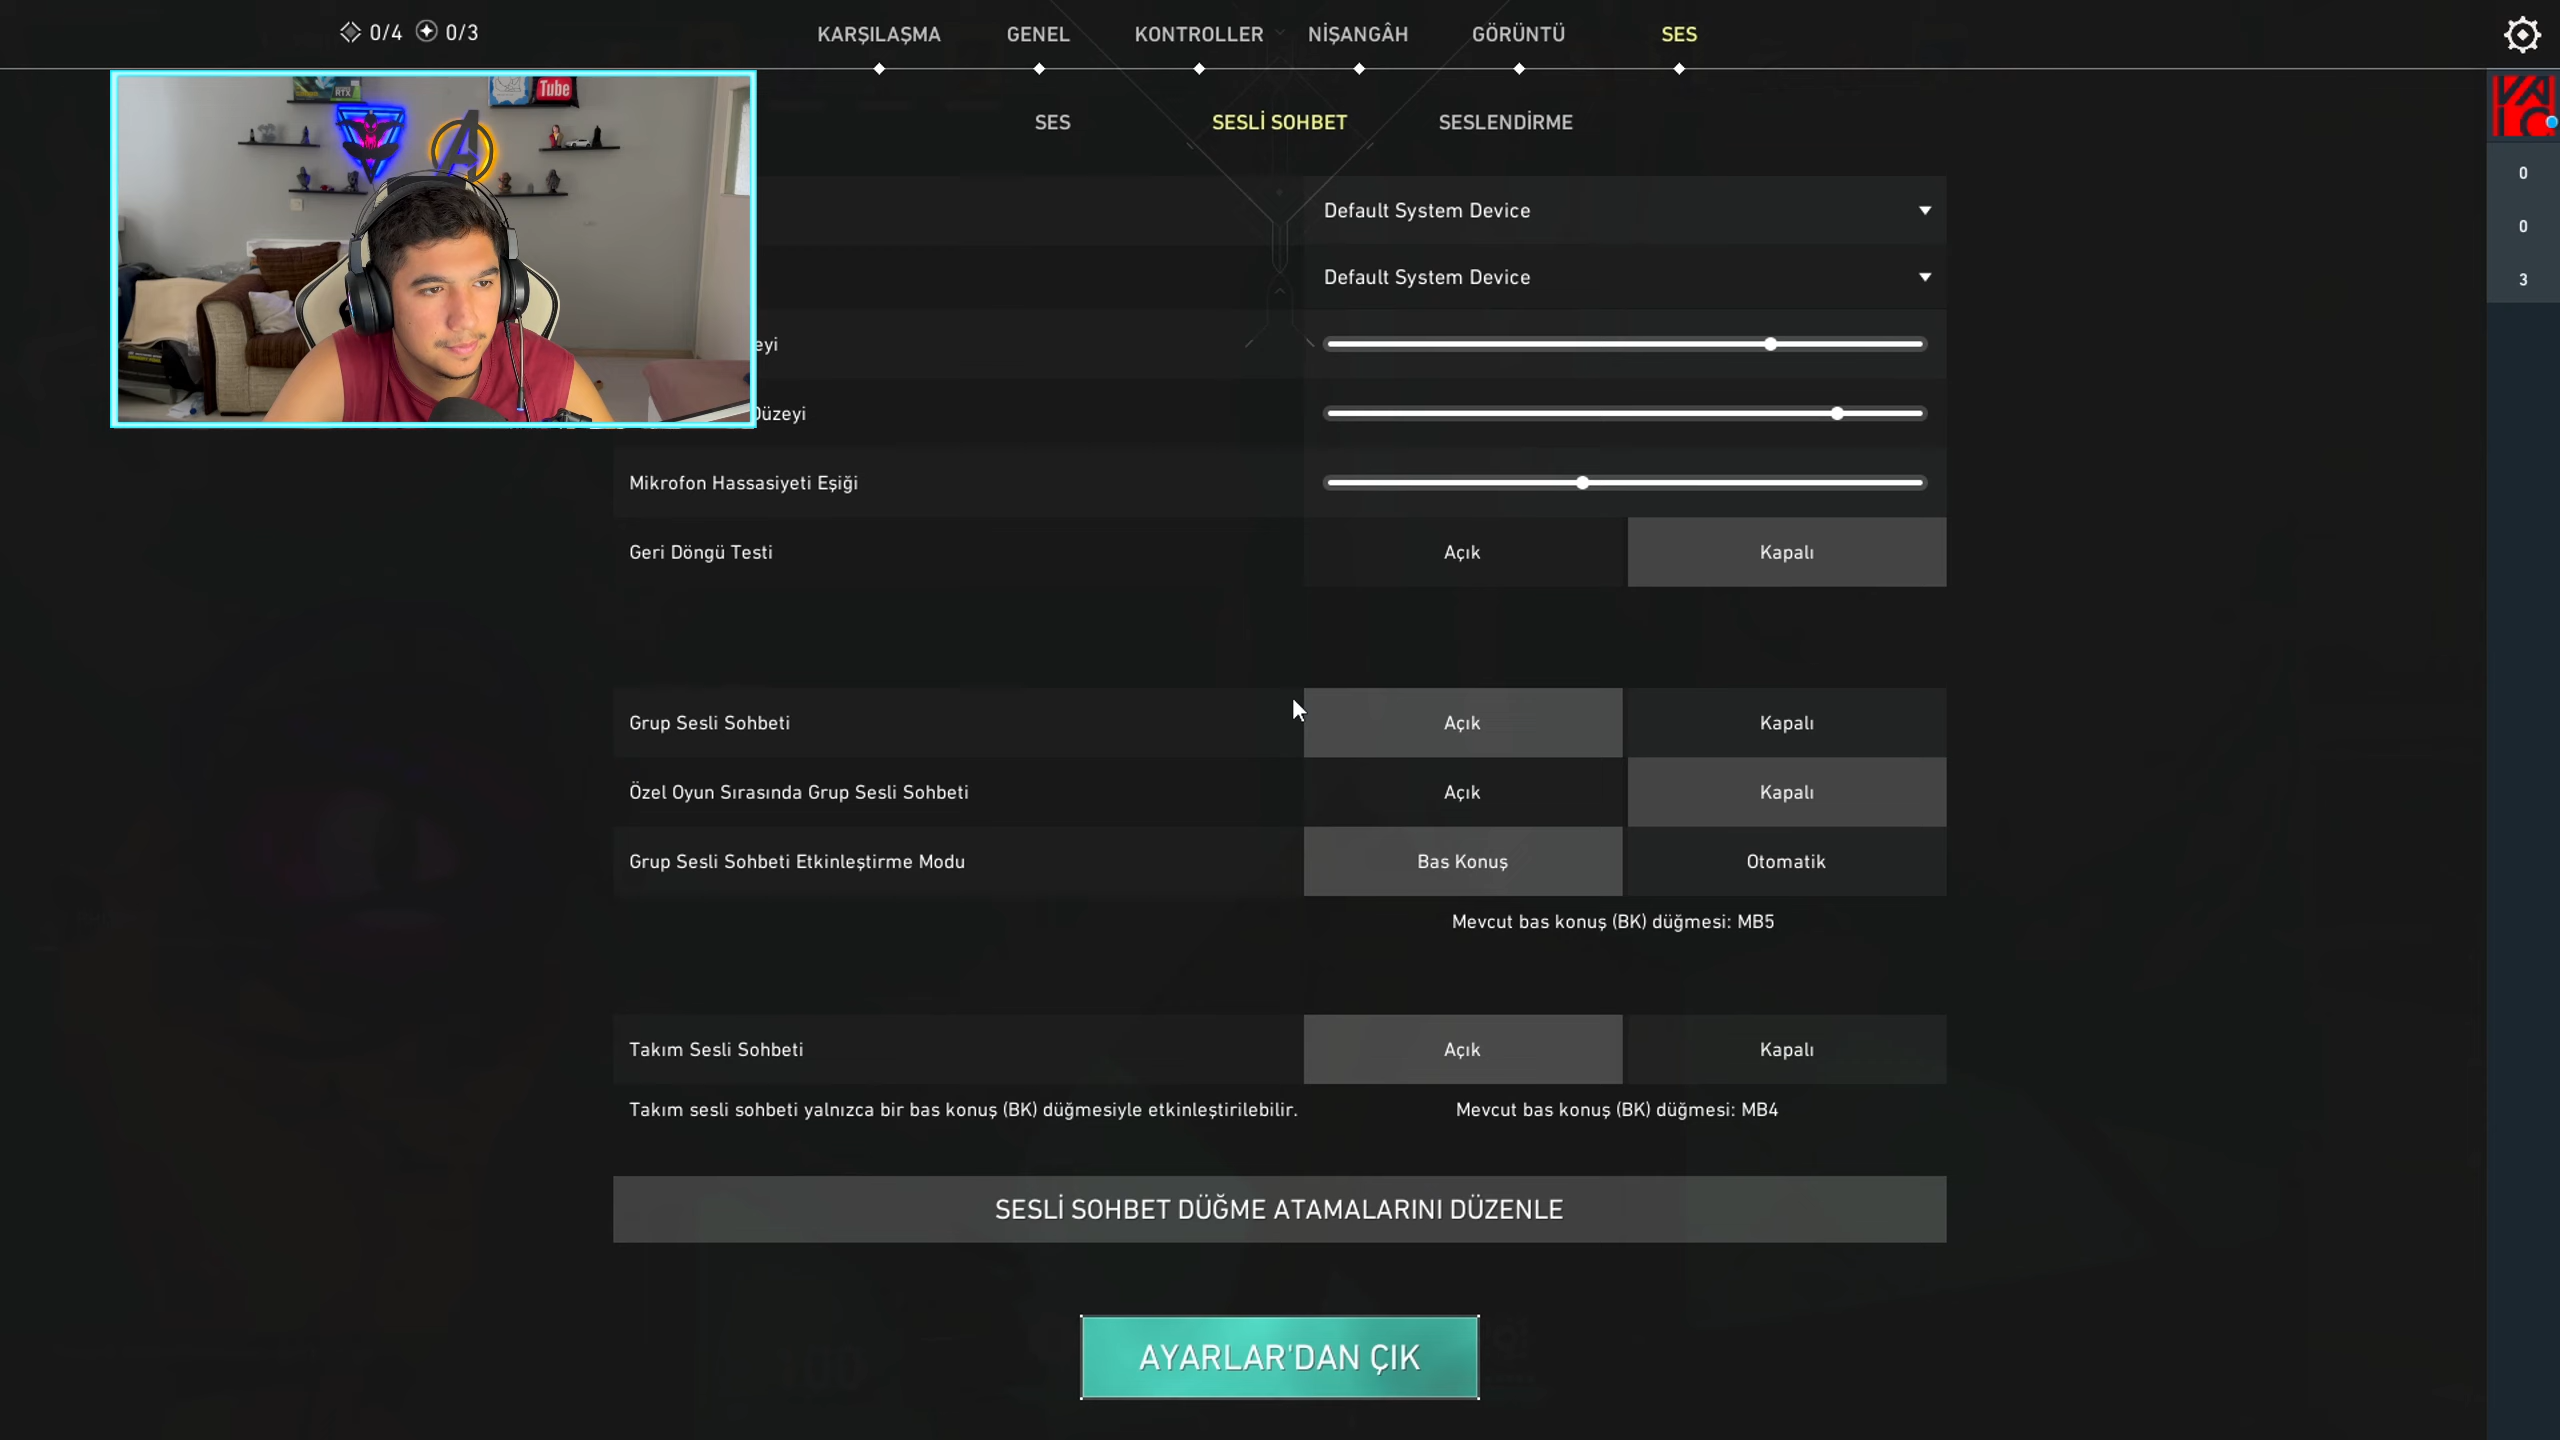 0/4 0/3
KARŞILAŞMA GENEL KONTROLLER NİŞANGÂH GÖRÜNTÜ SES
SES SESLİ SOHBET SESLENDİRME
RTX
Tube
Default System Device
Default System Device
eyi
Düzeyi
Mikrofon Hassasiyeti Eşiği
Geri Döngü Testi Açık Kapalı
Grup Sesli Sohbeti Açık Kapalı
Özel Oyun Sırasında Grup Sesli Sohbeti Açık Kapalı
Grup Sesli Sohbeti Etkinleştirme Modu Bas Konuş Otomatik
Mevcut bas konuş (BK) düğmesi: MB5
Takım Sesli Sohbeti Açık Kapalı
Takım sesli sohbeti yalnızca bir bas konuş (BK) düğmesiyle etkinleştirilebilir. Mevcut bas konuş (BK) düğmesi: MB4
SESLİ SOHBET DÜĞME ATAMALARINI DÜZENLE
AYARLAR'DAN ÇIK
0
0
3